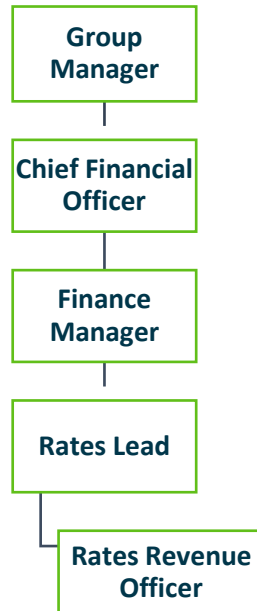 Group
Manager
Chief Financial
Officer
Finance
Manager
Rates Lead
Rates Revenue
Officer